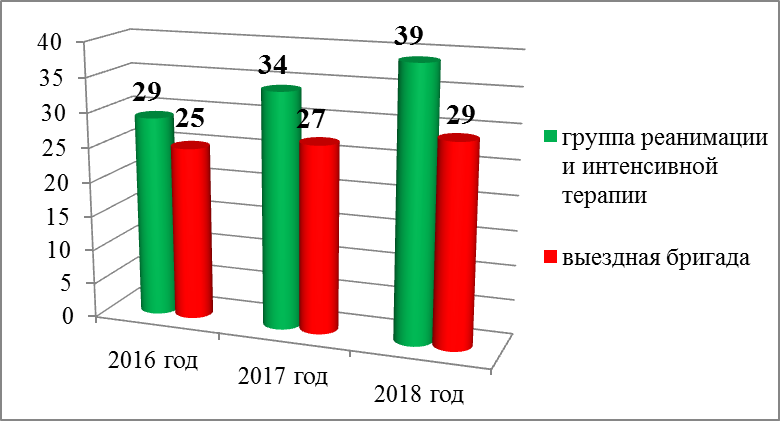 40
35
30
25
20
15
10
5
0
29
25
34
27
39
29
2016 год
2017 год
2018 год
группа реанимации
и интенсивной
терапии
выездная бригада